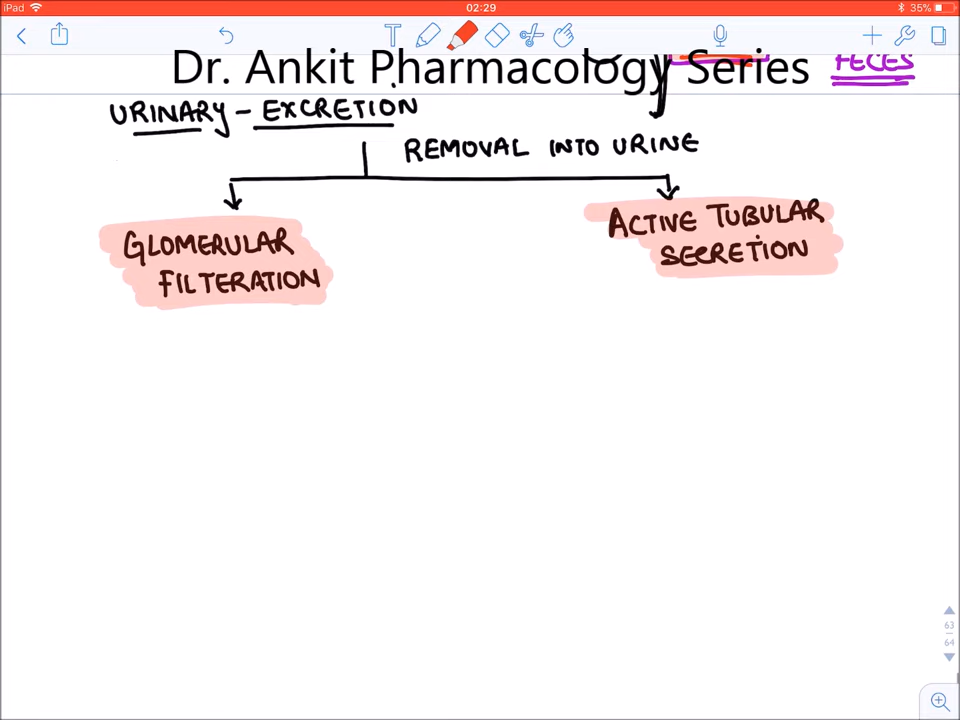 iPad 02:29 35%
FECES
Dr. Ankit Pharmacology Series
URINARY - EXCRETION
REMOVAL INTO URINE
GLOMERULAR
FILTERATION
ACTIVE TUBULAR
SECRETION
63
64